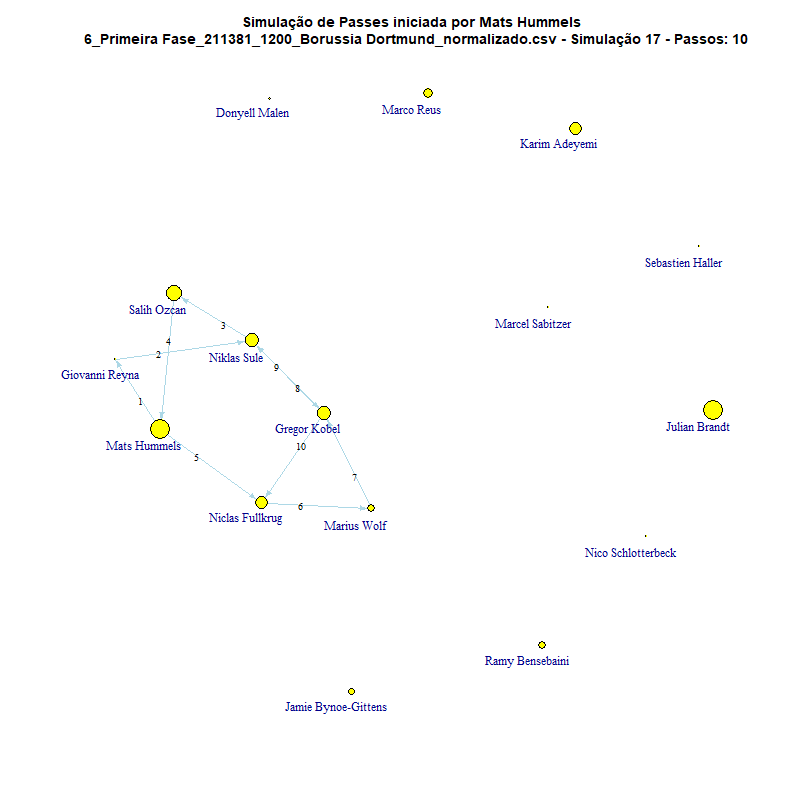 Simulação de Passes iniciada por Mats Hummels
6_Primeira Fase_211381_1200_Borussia Dortmund_normalizado.csv - Simulação 17 - Passos: 10
Donyell Malen
Marco Reus
Karim Adeyemi
Sebastien Haller
Salih Ozcan
Marcel Sabitzer
3
4
2
Niklas Sule
9
Giovanni Reyna
8
1
Gregor Kobel
Julian Brandt
Mats Hummels
10
5
7
6
Niclas Fullkrug
Marius Wolf
Nico Schlotterbeck
Ramy Bensebaini
Jamie Bynoe-Gittens